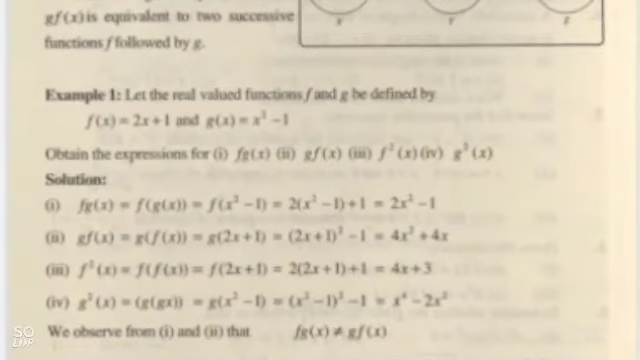 gf(x) is equivalent to two successive
functions f followed by g.
Example 1: Let the real valued functions f and g be defined by
f(x) = 2x + 1 and g(x) = x² − 1
Obtain the expressions for (i) fg(x) (ii) gf(x) (iii) f²(x) (iv) g²(x)
Solution:
(i) fg(x) = f(g(x)) = f(x² − 1) = 2(x² − 1) + 1 = 2x² − 1
(ii) gf(x) = g(f(x)) = g(2x + 1) = (2x + 1)² − 1 = 4x² + 4x
(iii) f²(x) = f(f(x)) = f(2x + 1) = 2(2x + 1) + 1 = 4x + 3
(iv) g²(x) = (g(gx)) = g(x² − 1) = (x² − 1)² − 1 = x⁴ − 2x²
We observe from (i) and (ii) that fg(x) ≠ gf(x)